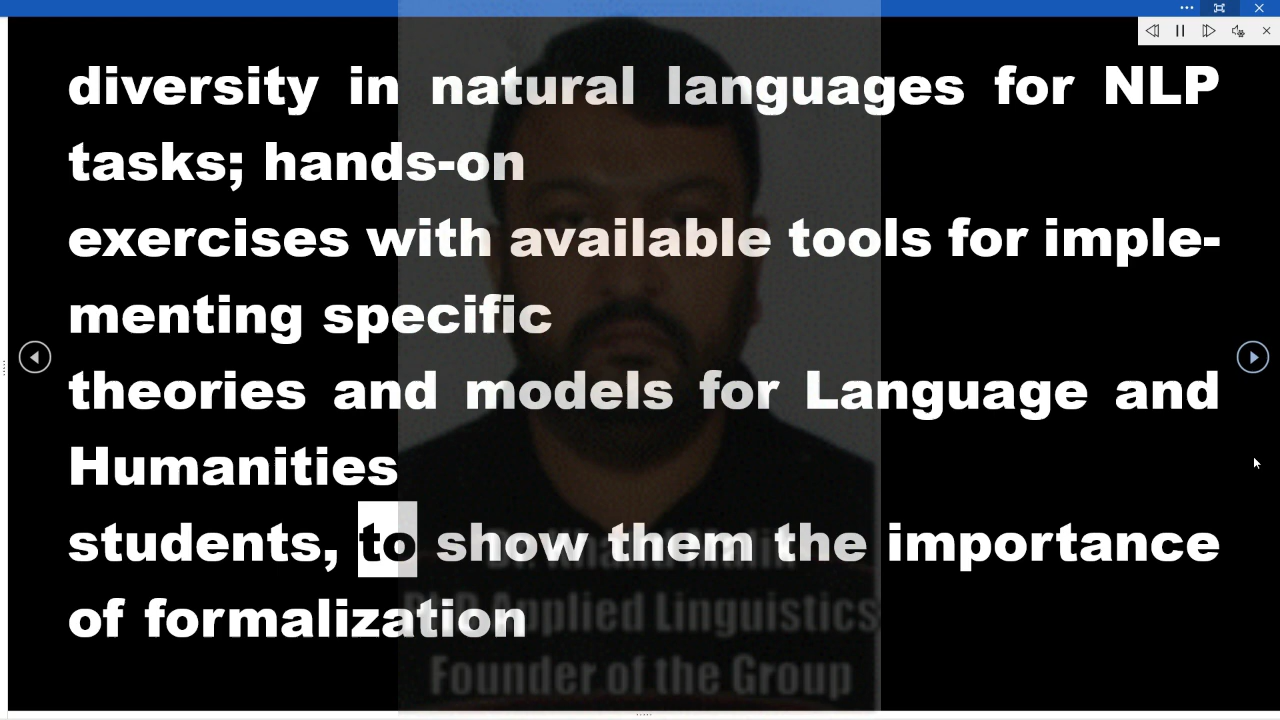 diversity in natural languages for NLP
tasks; hands-on
exercises with available tools for imple-
menting specific
theories and models for Language and
Humanities
students, to show them the importance
of formalization
Applied Linguistics
Founder of the Group